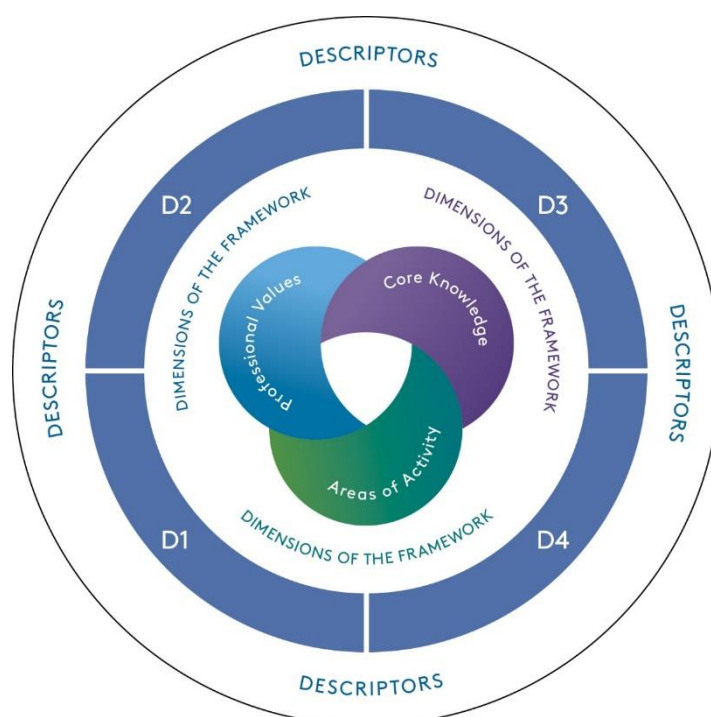 DESCRIPTORS
D2
D3
DIMENSIONS OF THE FRAMEWORK
DIMENSIONS OF THE FRAMEWORK
Professional Values
Core Knowledge
DESCRIPTORS
DESCRIPTORS
Areas of Activity
DIMENSIONS OF THE FRAMEWORK
D1
D4
DESCRIPTORS